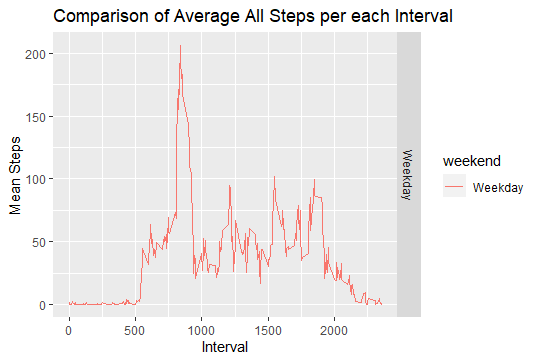 Comparison of Average All Steps per each Interval
200
150
100
50
0
Mean Steps
0
500
1000
1500
2000
Interval
Weekday
weekend
Weekday